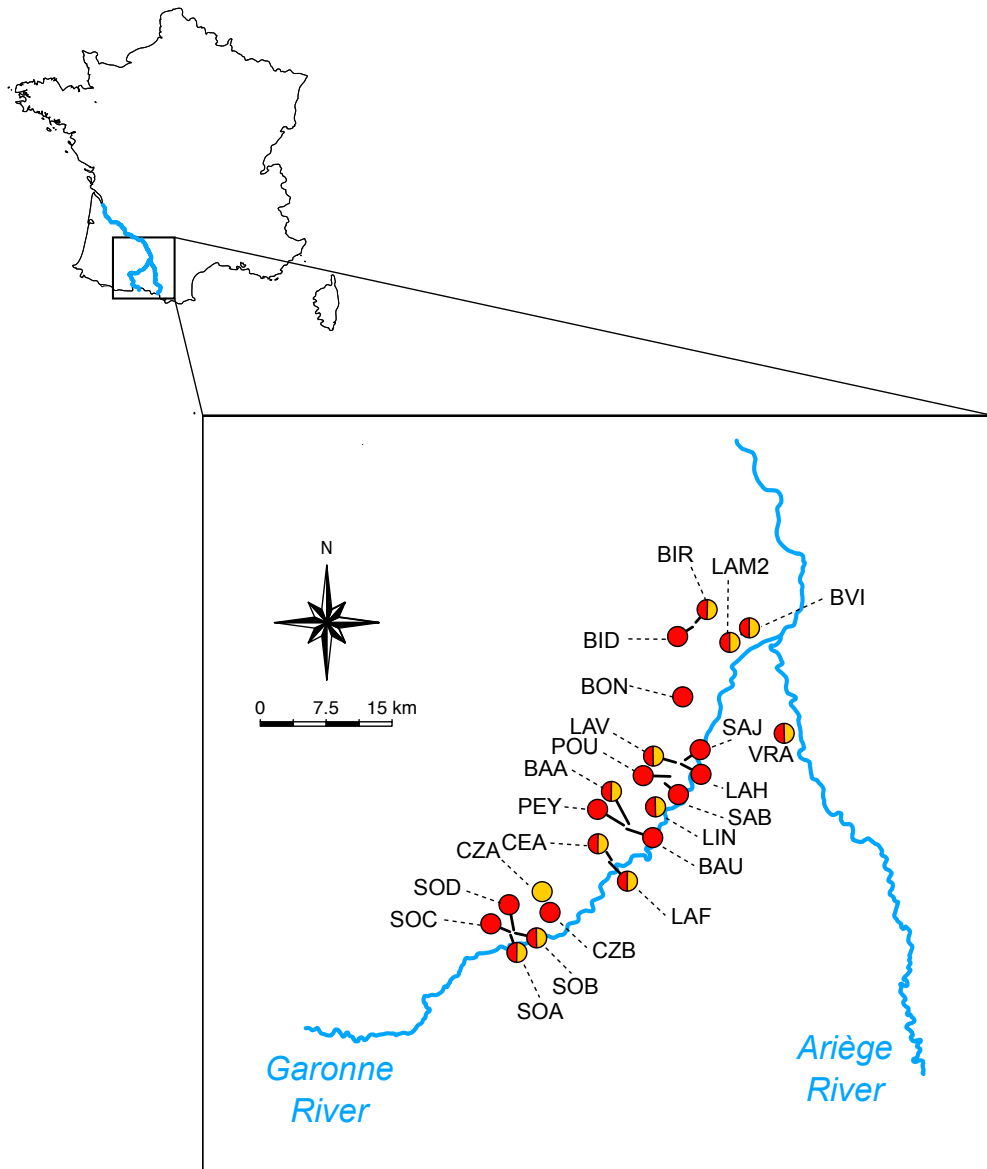 N
0 7.5 15 km
BIR
LAM2
BVI
BID
BON
LAV
SAJ
POU
VRA
BAA
LAH
PEY
SAB
LIN
CEA
CZA
BAU
SOD
LAF
SOC
CZB
SOB
SOA
Garonne
River
Ariège
River